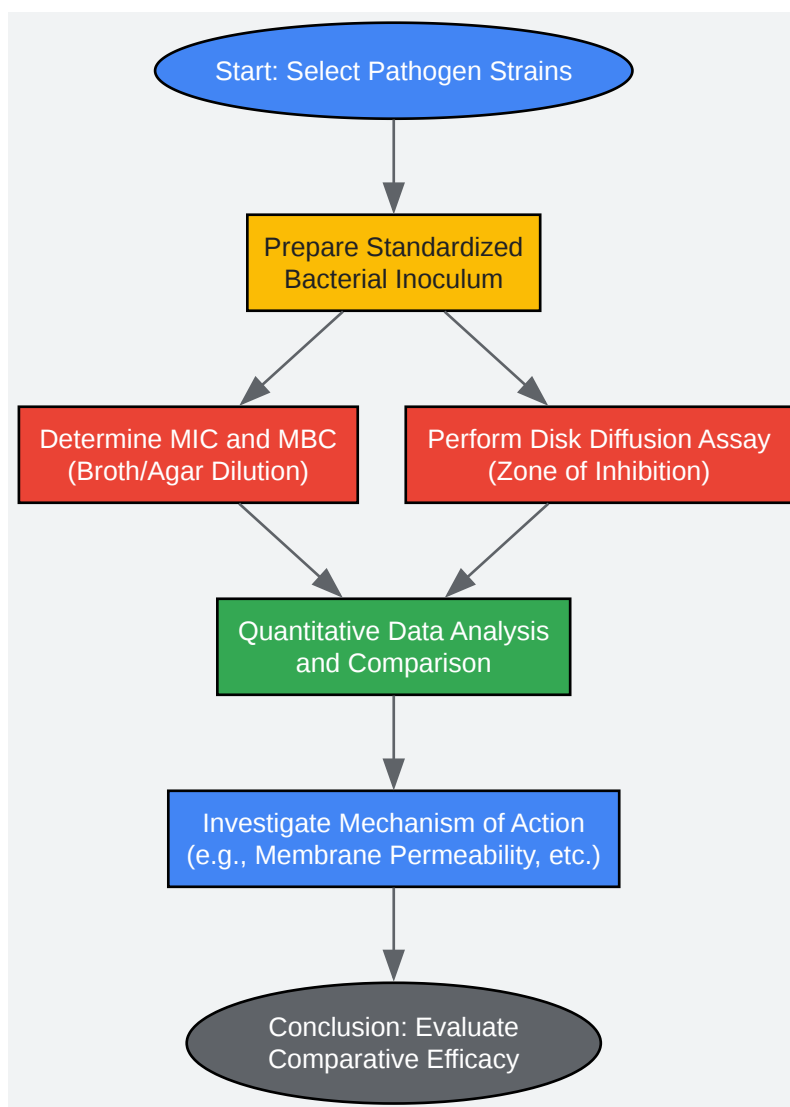 Start: Select Pathogen Strains
Prepare Standardized
Bacterial Inoculum
Determine MIC and MBC
(Broth/Agar Dilution)
Perform Disk Diffusion Assay
(Zone of Inhibition)
Quantitative Data Analysis
and Comparison
Investigate Mechanism of Action
(e.g., Membrane Permeability, etc.)
Conclusion: Evaluate
Comparative Efficacy